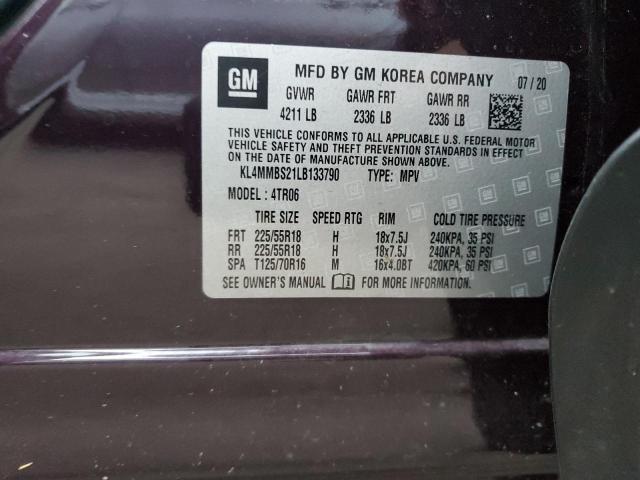 GM MFD BY GM KOREA COMPANY 07/20
GVWR GAWR FRT GAWR RR
4211 LB 2336 LB 2336 LB
THIS VEHICLE CONFORMS TO ALL APPLICABLE U.S. FEDERAL MOTOR
VEHICLE SAFETY AND THEFT PREVENTION STANDARDS IN EFFECT
ON THE DATE OF MANUFACTURE SHOWN ABOVE.
KL4MMBS21LB133790 TYPE: MPV
MODEL: 4TR06
TIRE SIZE SPEED RTG RIM COLD TIRE PRESSURE
FRT 225/55R18 H 18x7.5J 240KPA, 35 PSI
RR 225/55R18 H 18x7.5J 240KPA, 35 PSI
SPA T125/70R16 M 16x4.0BT 420KPA, 60 PSI
SEE OWNER'S MANUAL FOR MORE INFORMATION.